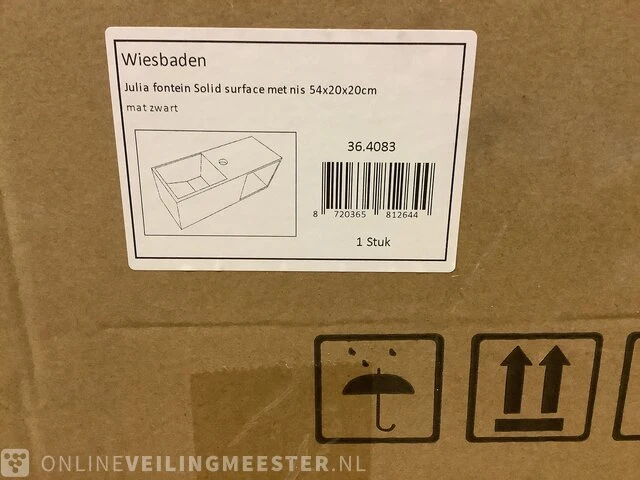 Wiesbaden
Julia fontein Solid surface met nis 54x20x20cm
mat zwart
36.4083
8 720365 812644
1 Stuk
ONLINEVEILINGMEESTER.NL